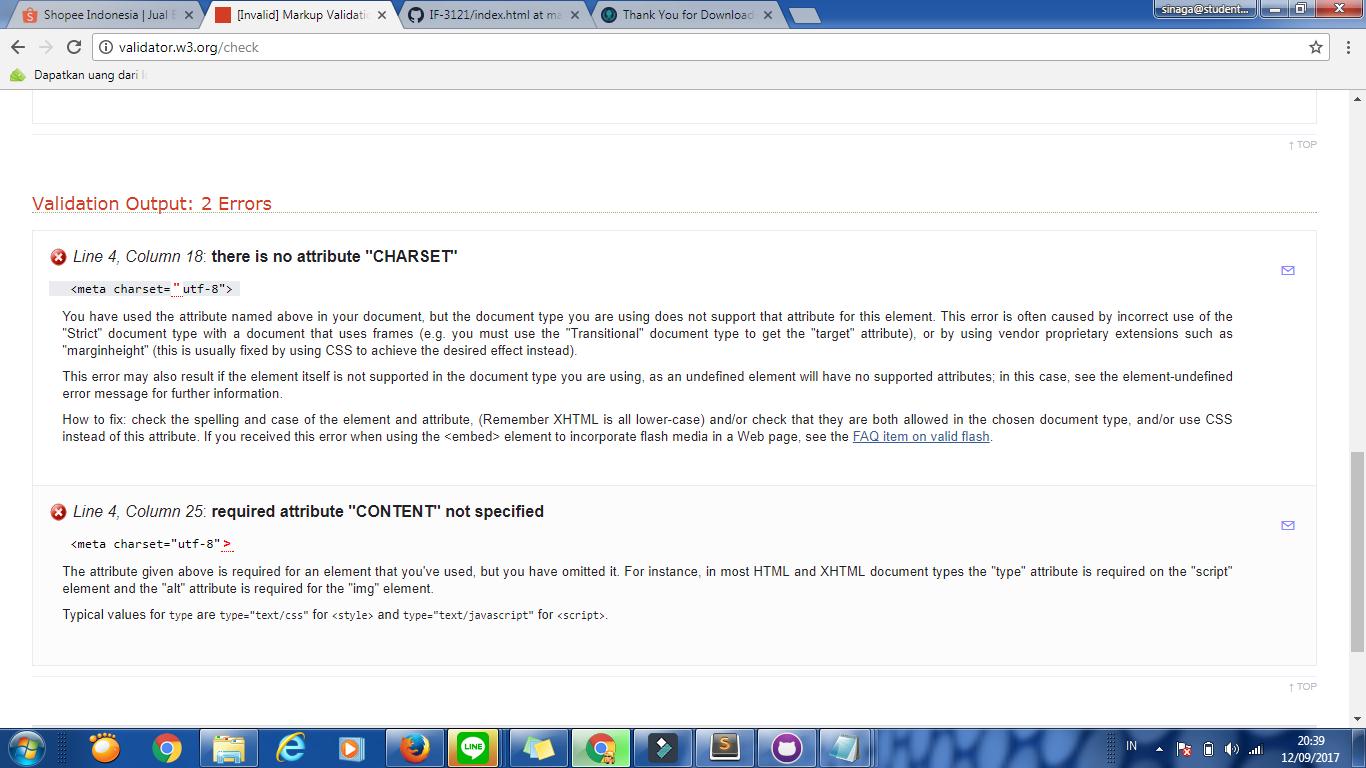 Shopee Indonesia | Jual
[Invalid] Markup Validati
IF-3121/index.html at ma
Thank You for Download
sinaga@student...
validator.w3.org/check
Dapatkan uang dari
↑ TOP
Validation Output: 2 Errors
Line 4, Column 18: there is no attribute "CHARSET"
<meta charset="utf-8">
You have used the attribute named above in your document, but the document type you are using does not support that attribute for this element. This error is often caused by incorrect use of the
"Strict" document type with a document that uses frames (e.g. you must use the "Transitional" document type to get the "target" attribute), or by using vendor proprietary extensions such as
"marginheight" (this is usually fixed by using CSS to achieve the desired effect instead).
This error may also result if the element itself is not supported in the document type you are using, as an undefined element will have no supported attributes; in this case, see the element-undefined
error message for further information.
How to fix: check the spelling and case of the element and attribute, (Remember XHTML is all lower-case) and/or check that they are both allowed in the chosen document type, and/or use CSS
instead of this attribute. If you received this error when using the <embed> element to incorporate flash media in a Web page, see the FAQ item on valid flash.
Line 4, Column 25: required attribute "CONTENT" not specified
<meta charset="utf-8">
The attribute given above is required for an element that you've used, but you have omitted it. For instance, in most HTML and XHTML document types the "type" attribute is required on the "script"
element and the "alt" attribute is required for the "img" element.
Typical values for type are type="text/css" for <style> and type="text/javascript" for <script>.
↑ TOP
LINE
S
IN
20:39
12/09/2017